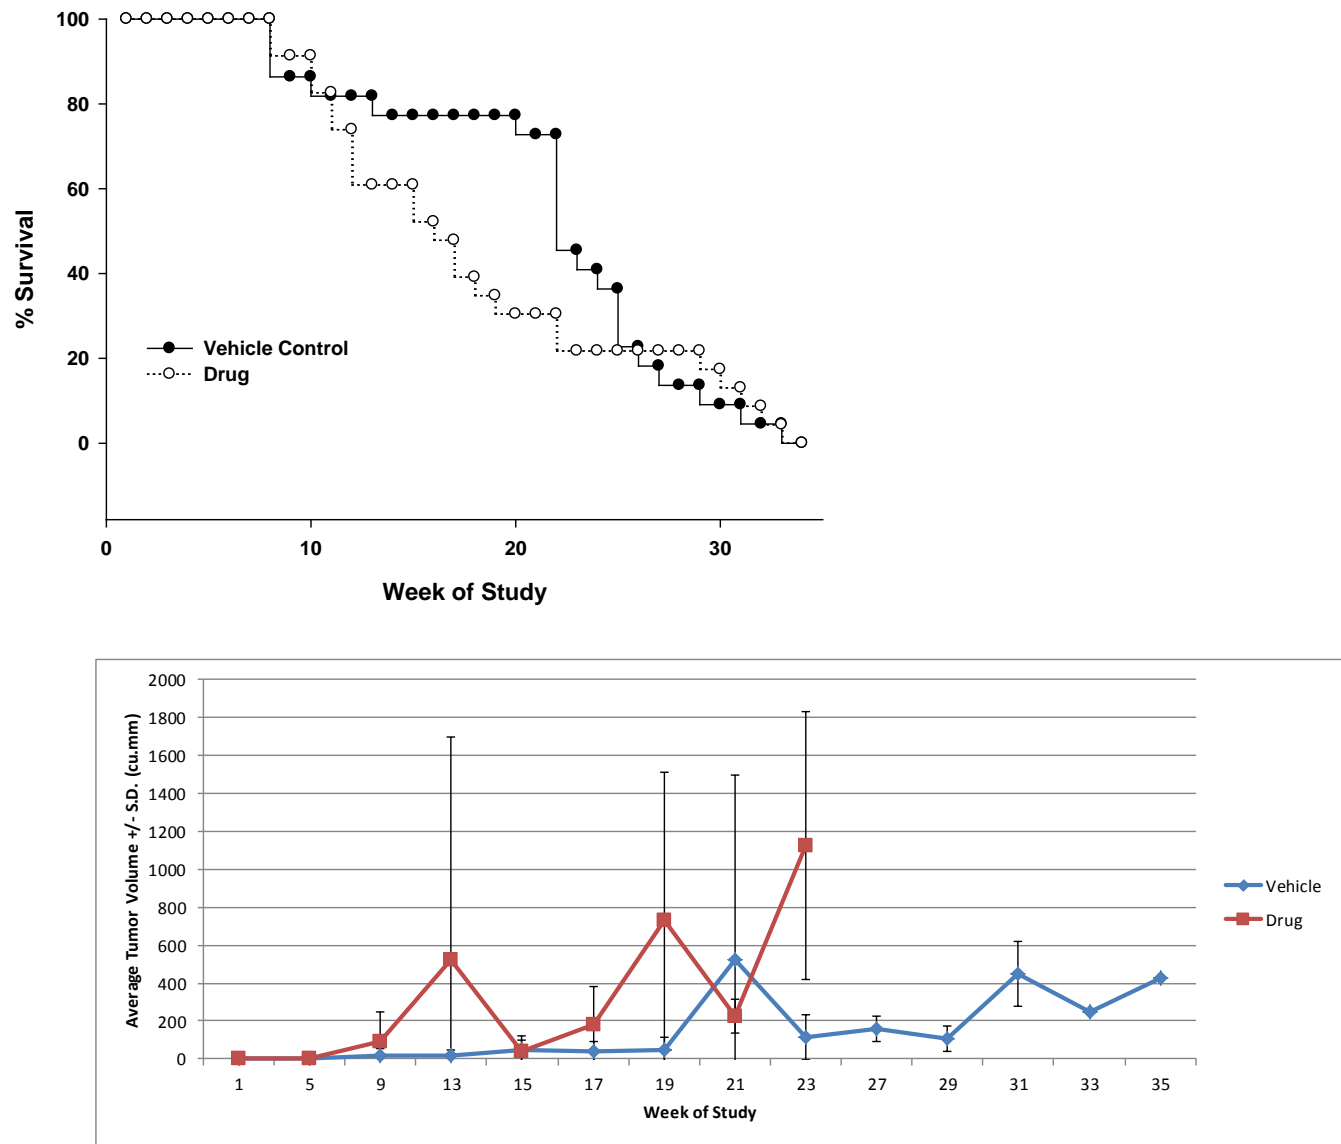 100
80
60
40
20
0
% Survival
Vehicle Control
Drug
0 10 20 30
Week of Study
2000
1800
1600
1400
1200
1000
800
600
400
200
0
Average Tumor Volume +/- S.D. (cu.mm)
Vehicle
Drug
1 5 9 13 15 17 19 21 23 27 29 31 33 35
Week of Study